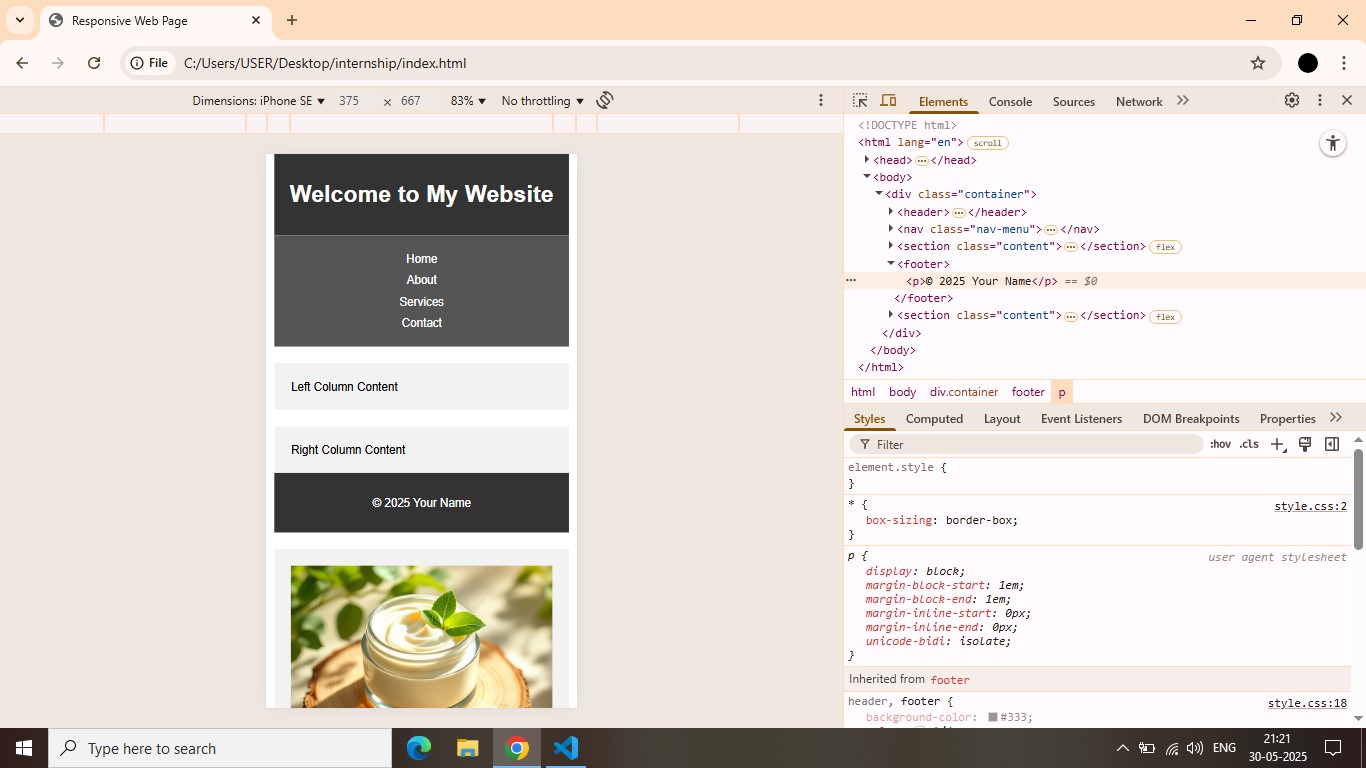 Responsive Web Page
File C:/Users/USER/Desktop/internship/index.html
Dimensions: iPhone SE 375 × 667 83% No throttling
Elements Console Sources Network
Welcome to My Website
Home
About
Services
Contact
Left Column Content
Right Column Content
© 2025 Your Name
<!DOCTYPE html>
<html lang="en"> scroll
<head> … </head>
<body>
<div class="container">
<header> … </header>
<nav class="nav-menu"> … </nav>
<section class="content"> … </section> flex
<footer>
… <p>© 2025 Your Name</p> == $0
</footer>
<section class="content"> … </section> flex
</div>
</body>
</html>
html body div.container footer p
Styles Computed Layout Event Listeners DOM Breakpoints Properties
Filter :hov .cls
element.style {
}
* { style.css:2
box-sizing: border-box;
}
p { user agent stylesheet
display: block;
margin-block-start: 1em;
margin-block-end: 1em;
margin-inline-start: 0px;
margin-inline-end: 0px;
unicode-bidi: isolate;
}
Inherited from footer
header, footer { style.css:18
background-color: #333;
Type here to search
ENG
21:21
30-05-2025